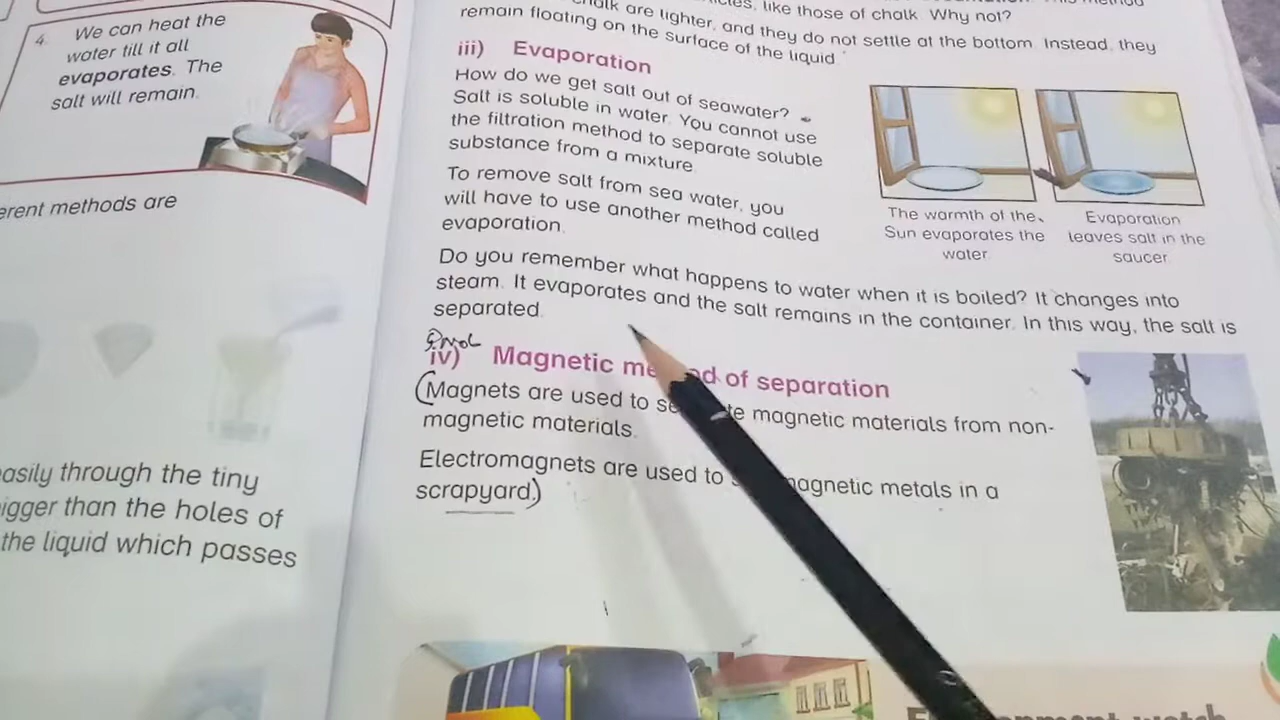 4. We can heat the
water till it all
evaporates. The
salt will remain.
erent methods are
easily through the tiny
igger than the holes of
the liquid which passes
like those of chalk. Why not?
chalk are lighter, and they do not settle at the bottom. Instead, they
remain floating on the surface of the liquid.
iii) Evaporation
How do we get salt out of seawater?
Salt is soluble in water. You cannot use
the filtration method to separate soluble
substance from a mixture.
To remove salt from sea water, you
will have to use another method called
evaporation.
The warmth of the
Sun evaporates the
water.
Evaporation
leaves salt in the
saucer.
Do you remember what happens to water when it is boiled? It changes into
steam. It evaporates and the salt remains in the container. In this way, the salt is
separated.
iv) Magnetic me d of separation
(Magnets are used to se te magnetic materials from non-
magnetic materials.
Electromagnets are used to magnetic metals in a
scrapyard.)